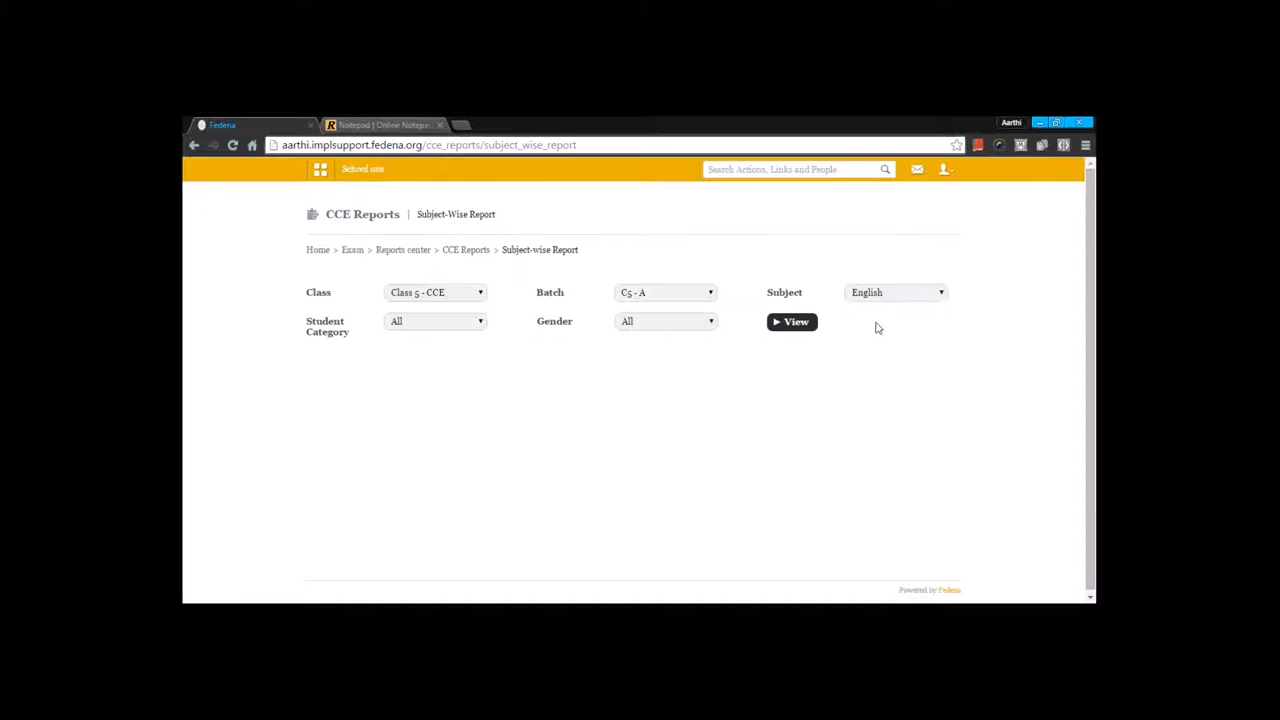 Fedena
Notepad | Online Notepa
Aarthi
aarthi.implsupport.fedena.org/cce_reports/subject_wise_report
School one
Search Actions, Links and People
CCE Reports | Subject-Wise Report
Home > Exam > Reports center > CCE Reports > Subject-wise Report
Class Class 5 - CCE Batch C5 - A Subject English
Student Category All Gender All View
Powered by Fedena